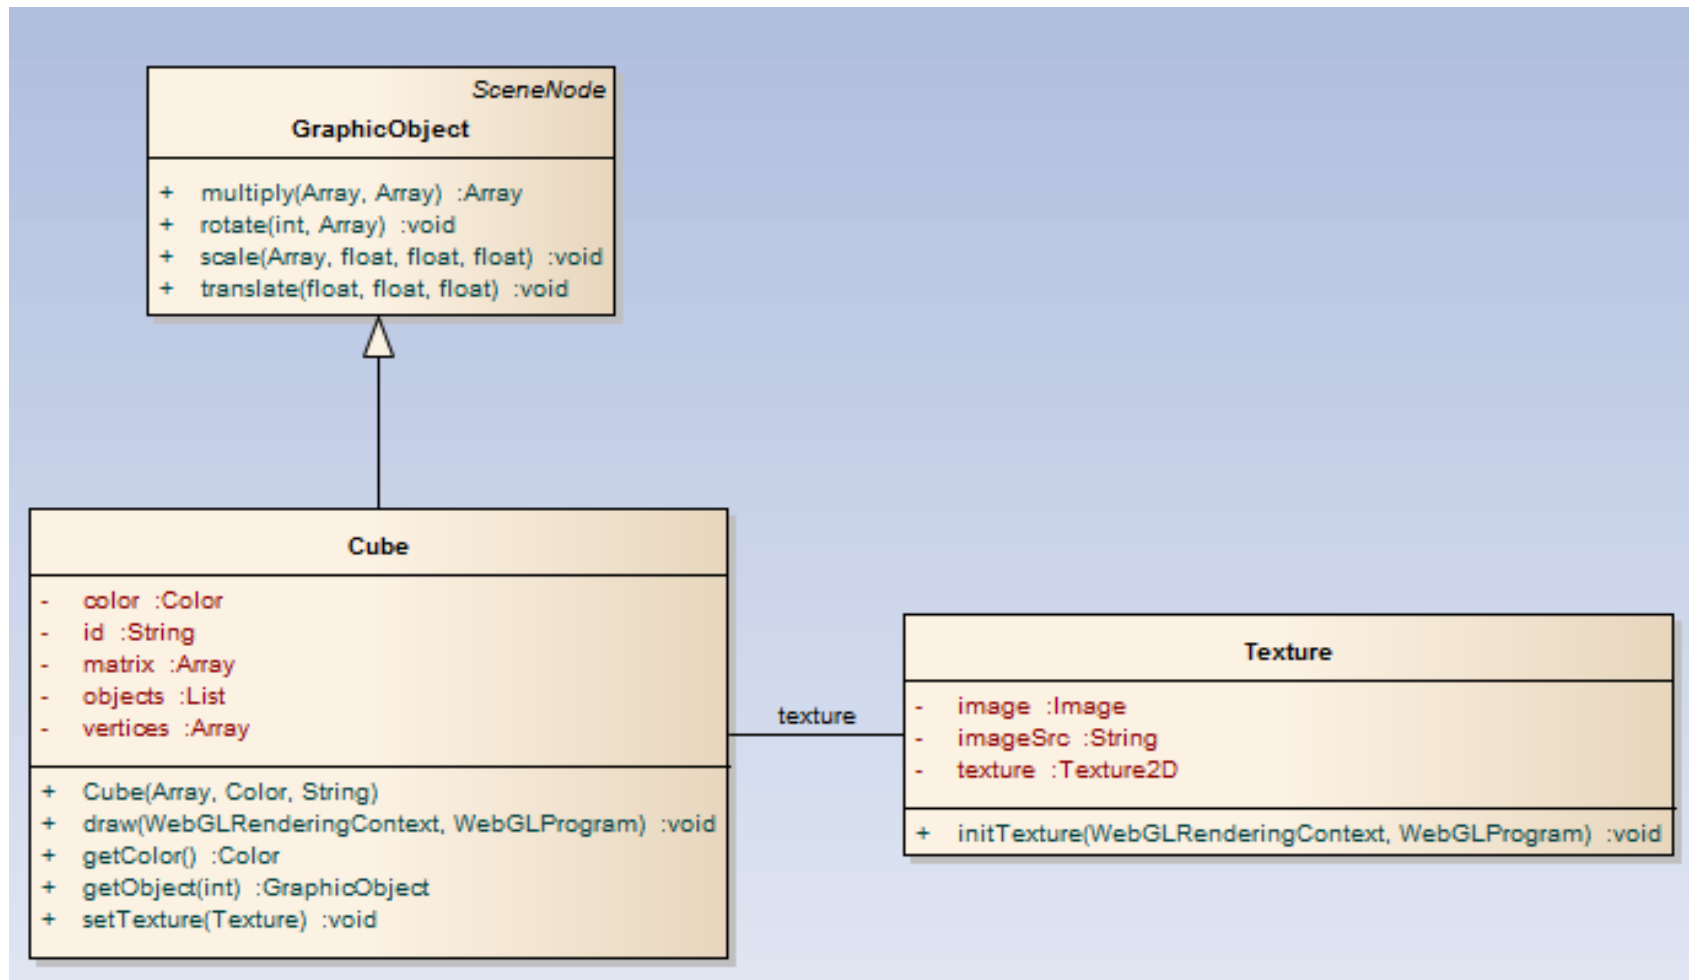 SceneNode
GraphicObject
+ multiply(Array, Array) :Array
+ rotate(int, Array) :void
+ scale(Array, float, float, float) :void
+ translate(float, float, float) :void
Cube
- color :Color
- id :String
- matrix :Array
- objects :List
- vertices :Array
+ Cube(Array, Color, String)
+ draw(WebGLRenderingContext, WebGLProgram) :void
+ getColor() :Color
+ getObject(int) :GraphicObject
+ setTexture(Texture) :void
texture
Texture
- image :Image
- imageSrc :String
- texture :Texture2D
+ initTexture(WebGLRenderingContext, WebGLProgram) :void